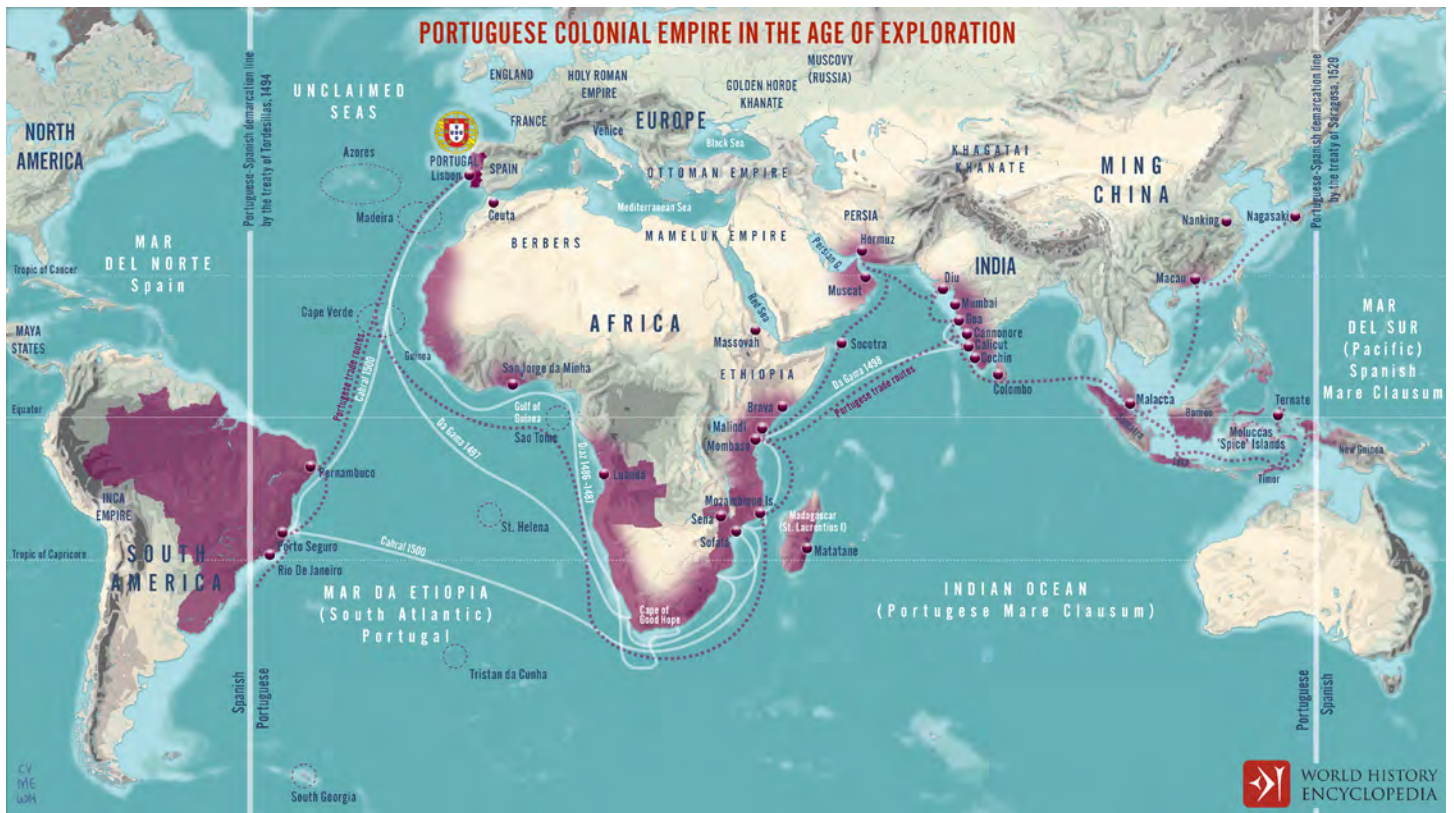 PORTUGUESE COLONIAL EMPIRE IN THE AGE OF EXPLORATION
Portuguese-Spanish demarcation line
by the treaty of Tordesillas, 1494
UNCLAIMED
SEAS
ENGLAND
HOLY ROMAN
EMPIRE
MUSCOVY
(RUSSIA)
GOLDEN HORDE
KHANATE
Portuguese-Spanish demarcation line
by the treaty of Saragosa, 1529
NORTH
AMERICA
FRANCE
Venice
EUROPE
Black Sea
Azores
PORTUGAL
Lisbon
SPAIN
OTTOMAN EMPIRE
KHAGATAI
KHANATE
MING
CHINA
Madeira
Ceuta
Mediterranean Sea
PERSIA
Nanking
Nagasaki
MAR
DEL NORTE
Spain
BERBERS
MAMELUK EMPIRE
Hormuz
Persian G.
INDIA
Tropic of Cancer
Muscat
Diu
Macau
Mumbai
Red Sea
Cape Verde
AFRICA
Goa
Cannonore
Calicut
Cochin
MAYA
STATES
Massovah
Socotra
MAR
DEL SUR
(Pacific)
Spanish
Mare Clausum
Guinea
San Jorge da Minha
ETHIOPIA
Colombo
Portuguese trade routes
Cabral 1500
Da Gama 1498
Portuguese trade routes
Equator
Gulf of
Guinea
Sao Tome
Brava
Malindi
Mombasa
Malacca
Sumatra
Borneo
Ternate
Moluccas
'Spice' Islands
New Guinea
Java
Timor
Da Gama 1497
Diaz 1486-1487
Pernambuco
Luanda
INCA
EMPIRE
St. Helena
Sena
Mozambique Is.
Sofala
Madagascar
(St. Laurentius I)
Matatane
Porto Seguro
Rio De Janeiro
Cabral 1500
Tropic of Capricorn
SOUTH
AMERICA
MAR DA ETIOPIA
(South Atlantic)
Portugal
Cape of
Good Hope
INDIAN OCEAN
(Portugese Mare Clausum)
Tristan da Cunha
Spanish
Portuguese
Portuguese
Spanish
South Georgia
CV
ME
WH
WORLD HISTORY
ENCYCLOPEDIA